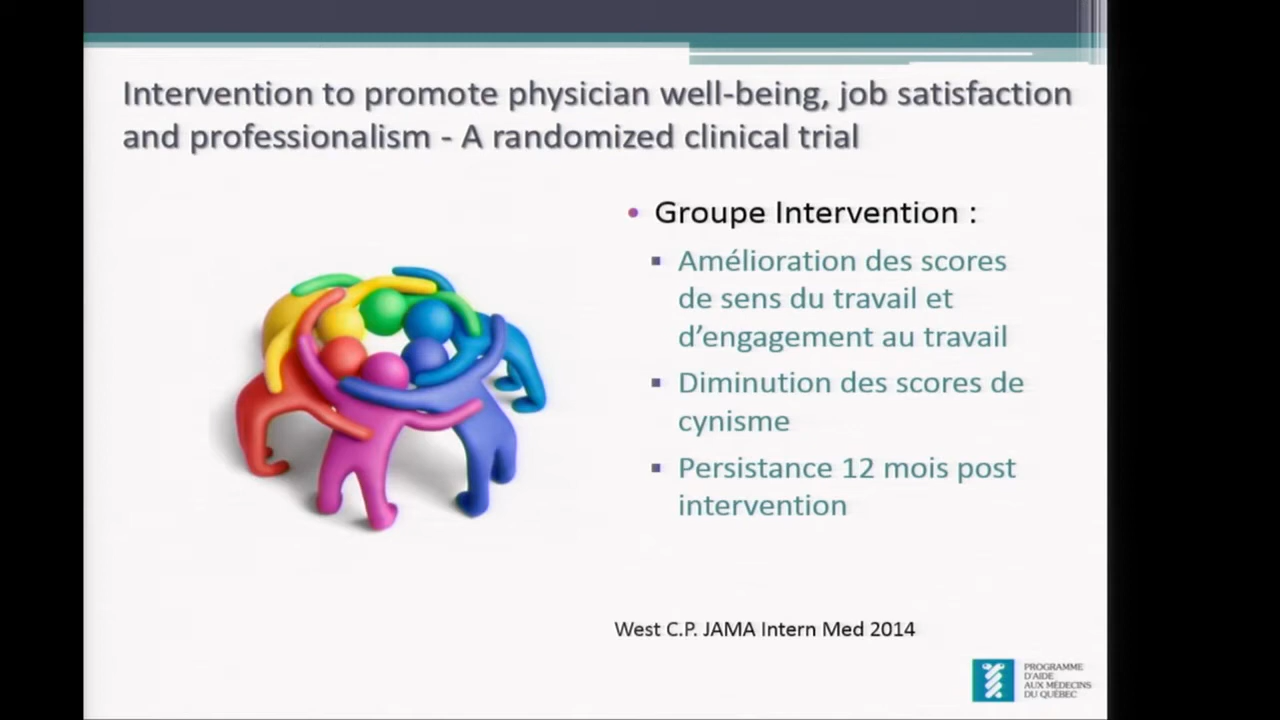 Intervention to promote physician well-being, job satisfaction
and professionalism - A randomized clinical trial
• Groupe Intervention :
▪ Amélioration des scores
de sens du travail et
d’engagement au travail
▪ Diminution des scores de
cynisme
▪ Persistance 12 mois post
intervention
West C.P. JAMA Intern Med 2014
PROGRAMME
D'AIDE
AUX MÉDECINS
DU QUÉBEC